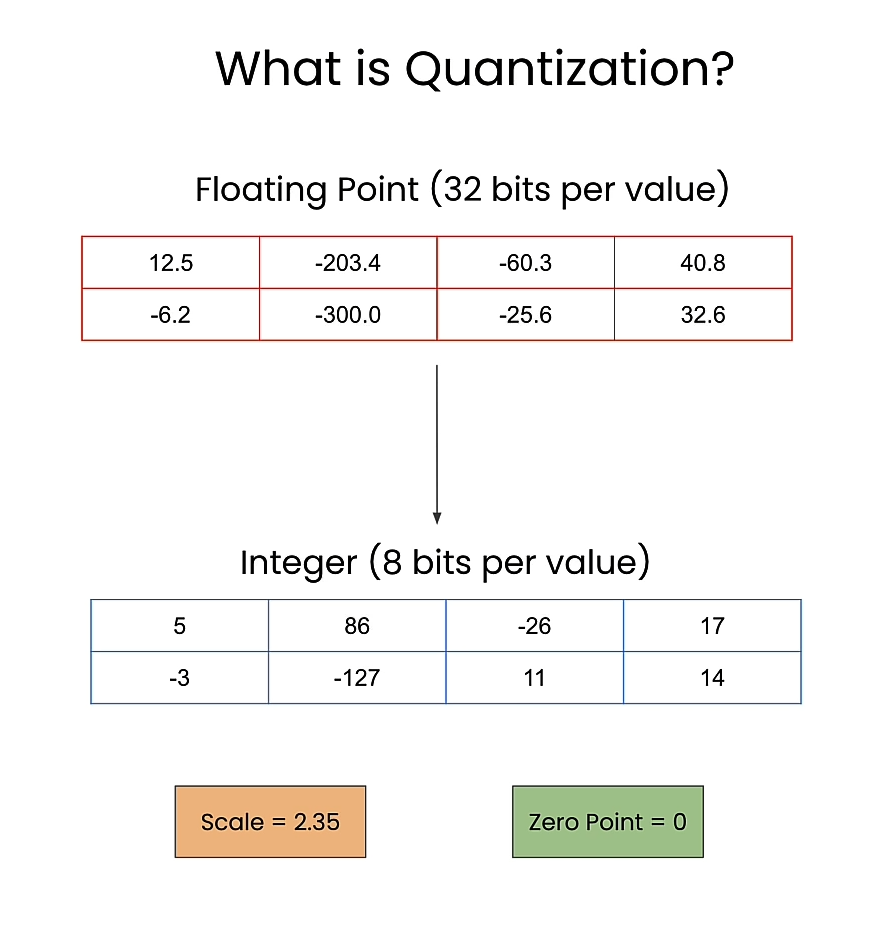 What is Quantization?
Floating Point (32 bits per value)
12.5 -203.4 -60.3 40.8
-6.2 -300.0 -25.6 32.6
Integer (8 bits per value)
5 86 -26 17
-3 -127 11 14
Scale = 2.35 Zero Point = 0